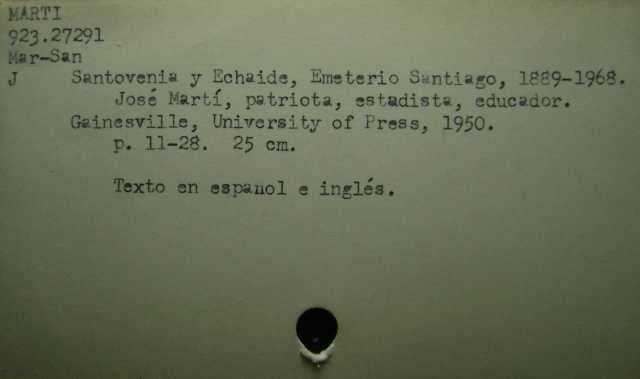 MARTI
923.27291
Mar-San
J Santovenia y Echaide, Emeterio Santiago, 1889-1968.
José Martí, patriota, estadista, educador.
Gainesville, University of Press, 1950.
p. 11-28. 25 cm.
Texto en espanol e inglés.